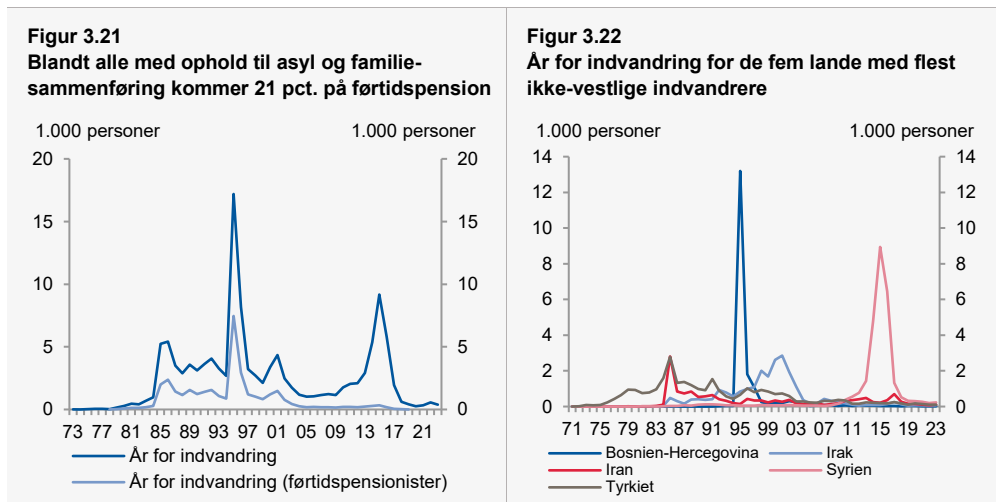 Figur 3.21
Blandt alle med ophold til asyl og familie-
sammenføring kommer 21 pct. på førtidspension
1.000 personer 1.000 personer
20 20
15 15
10 10
5 5
0 0
73 77 81 85 89 93 97 01 05 09 13 17 21
År for indvandring
År for indvandring (førtidspensionister)
Figur 3.22
År for indvandring for de fem lande med flest
ikke-vestlige indvandrere
1.000 personer 1.000 personer
14 14
12 12
10 10
8 8
6 6
4 4
2 2
0 0
71 75 79 83 87 91 95 99 03 07 11 15 19 23
Bosnien-Hercegovina Irak
Iran Syrien
Tyrkiet